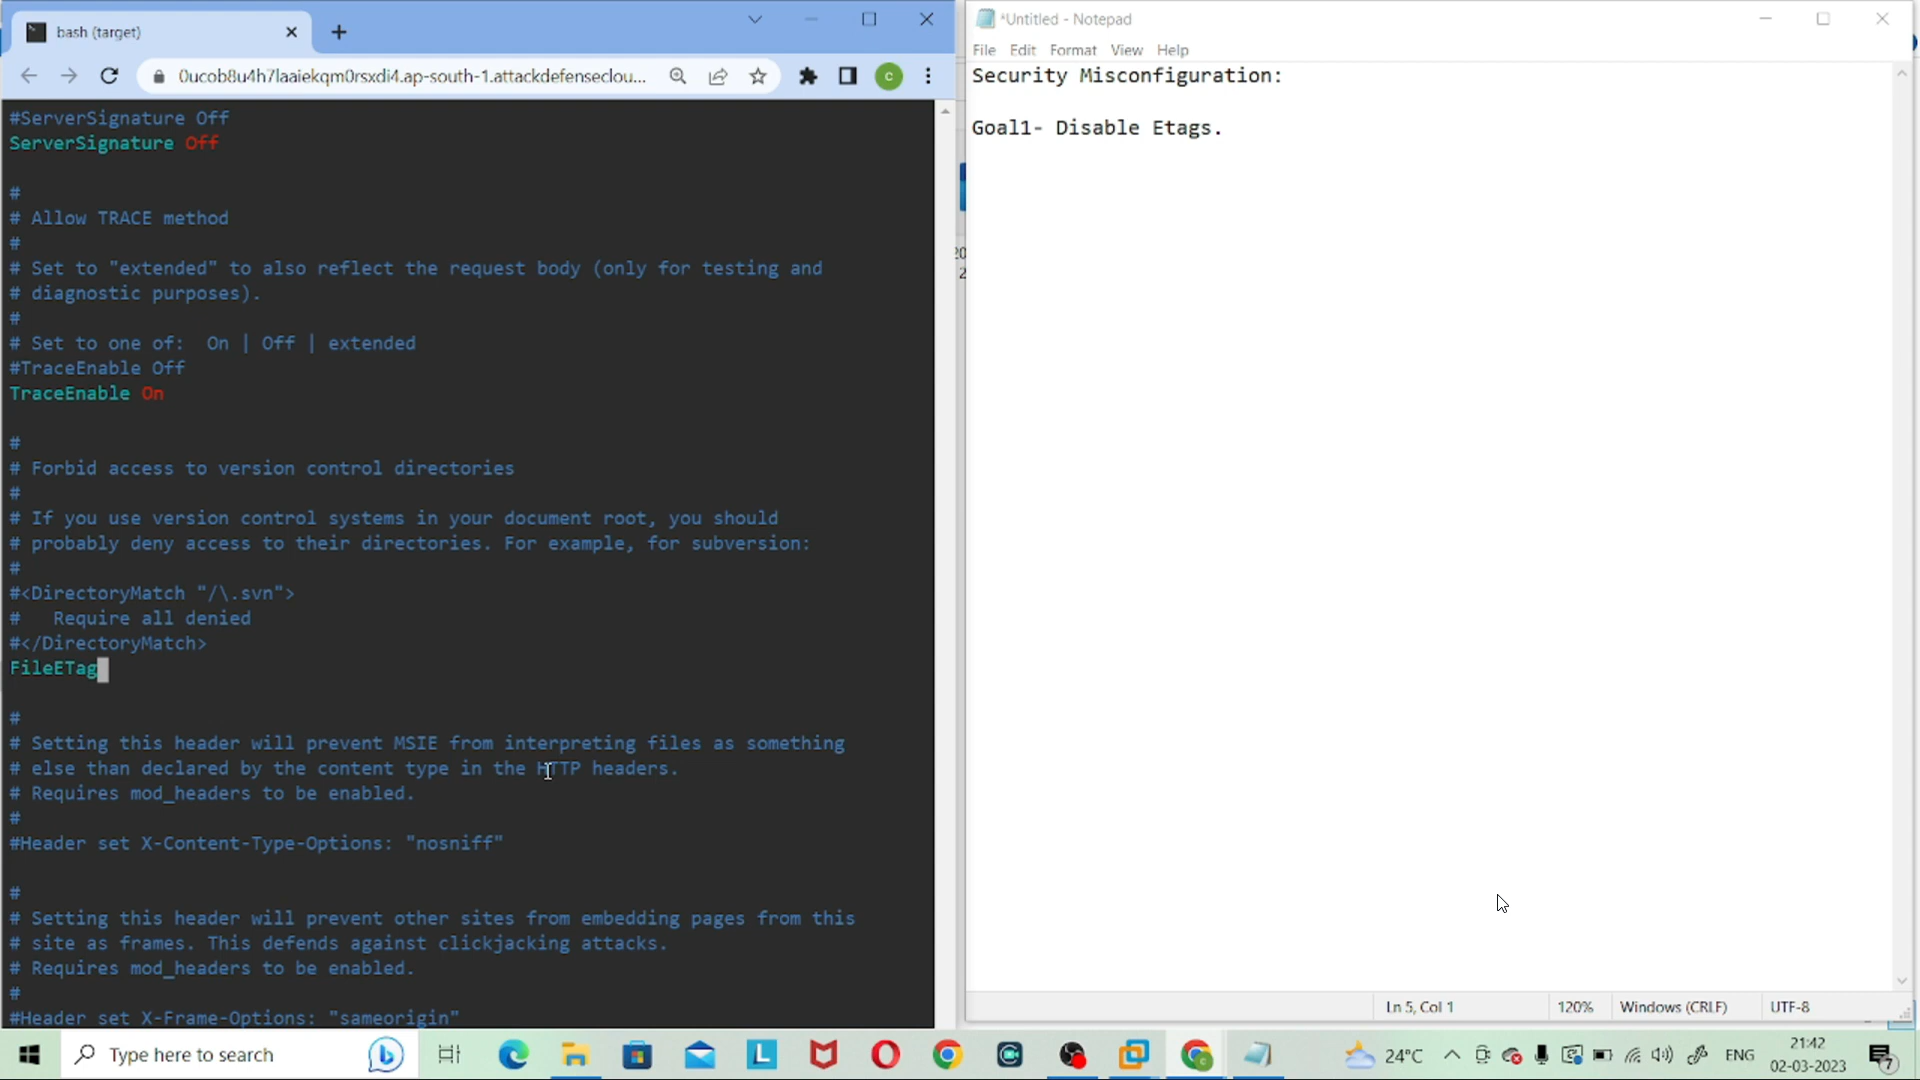 bash (target)
0ucob8u4h7laaiekqm0rsxdi4.ap-south-1.attackdefenseclou...
#ServerSignature Off
ServerSignature Off
#
# Allow TRACE method
#
# Set to "extended" to also reflect the request body (only for testing and
# diagnostic purposes).
#
# Set to one of:  On | Off | extended
#TraceEnable Off
TraceEnable On
#
# Forbid access to version control directories
#
# If you use version control systems in your document root, you should
# probably deny access to their directories. For example, for subversion:
#
#<DirectoryMatch "/\.svn">
#   Require all denied
#</DirectoryMatch>
FileETag
#
# Setting this header will prevent MSIE from interpreting files as something
# else than declared by the content type in the HTTP headers.
# Requires mod_headers to be enabled.
#
#Header set X-Content-Type-Options: "nosniff"
#
# Setting this header will prevent other sites from embedding pages from this
# site as frames. This defends against clickjacking attacks.
# Requires mod_headers to be enabled.
#
#Header set X-Frame-Options: "sameorigin"
*Untitled - Notepad
File Edit Format View Help
Security Misconfiguration:
Goal1- Disable Etags.
Ln 5, Col 1
120%
Windows (CRLF)
UTF-8
Type here to search
24°C
ENG
21:42
02-03-2023
7